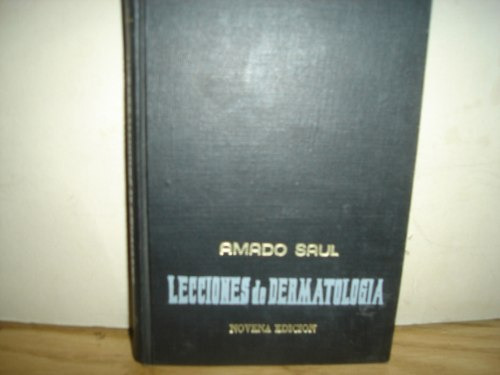 AMADO SAUL
LECCIONES de DERMATOLOGIA
NOVENA EDICION